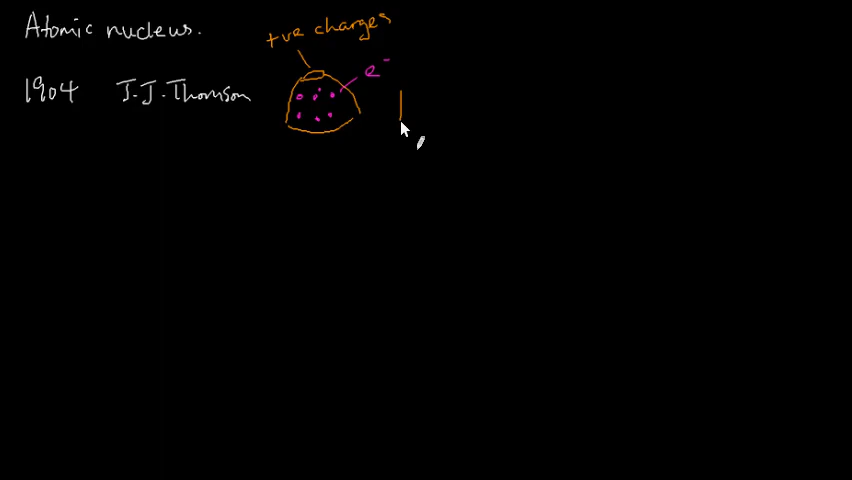 Atomic nucleus.
+ve charges
e⁻
1904 J.J. Thomson